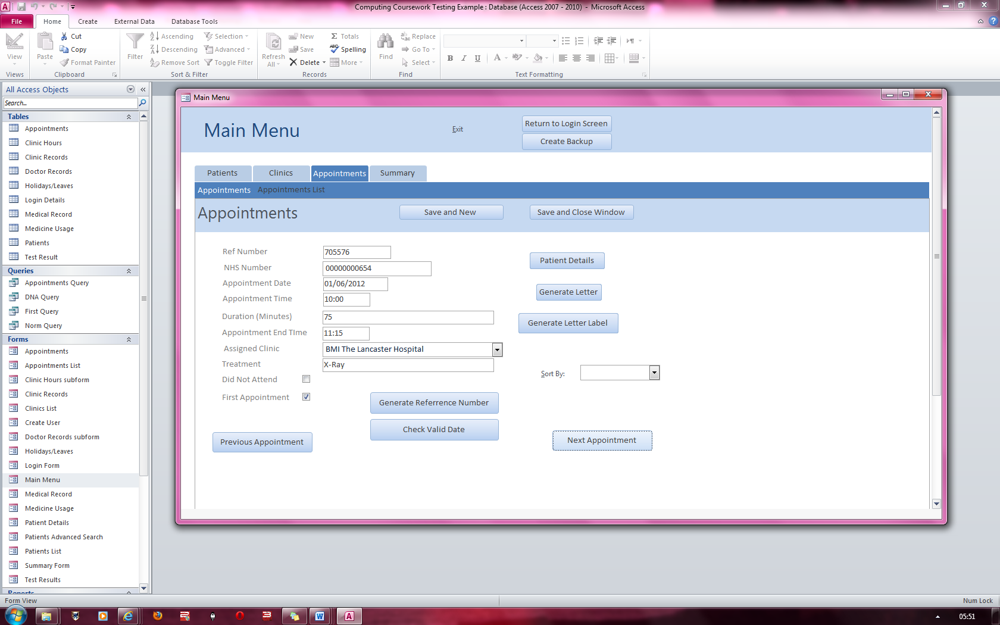 Computing Coursework Testing Example : Database (Access 2007 - 2010) - Microsoft Access
File Home Create External Data Database Tools
View
Views
Paste
Cut
Copy
Format Painter
Clipboard
Filter
Ascending
Descending
Remove Sort
Selection
Advanced
Toggle Filter
Sort & Filter
Refresh
All
New
Save
Delete
Totals
Spelling
More
Records
Find
Replace
Go To
Select
Find
B I U
Text Formatting
All Access Objects
Search...
Tables
Appointments
Clinic Hours
Clinic Records
Doctor Records
Holidays/Leaves
Login Details
Medical Record
Medicine Usage
Patients
Test Result
Queries
Appointments Query
DNA Query
First Query
Norm Query
Forms
Appointments
Appointments List
Clinic Hours subform
Clinic Records
Clinics List
Create User
Doctor Records subform
Holidays/Leaves
Login Form
Main Menu
Medical Record
Medicine Usage
Patient Details
Patients Advanced Search
Patients List
Summary Form
Test Results
Reports
Main Menu
Main Menu
Exit
Return to Login Screen
Create Backup
Patients Clinics Appointments Summary
Appointments Appointments List
Appointments
Save and New
Save and Close Window
Ref Number 705576
NHS Number 00000000654
Appointment Date 01/06/2012
Appointment Time 10:00
Duration (Minutes) 75
Appointment End TIme 11:15
Assigned Clinic BMI The Lancaster Hospital
Treatment X-Ray
Did Not Attend
First Appointment
Patient Details
Generate Letter
Generate Letter Label
Sort By:
Generate Referrence Number
Check Valid Date
Previous Appointment
Next Appointment
Form View
Num Lock
05:51